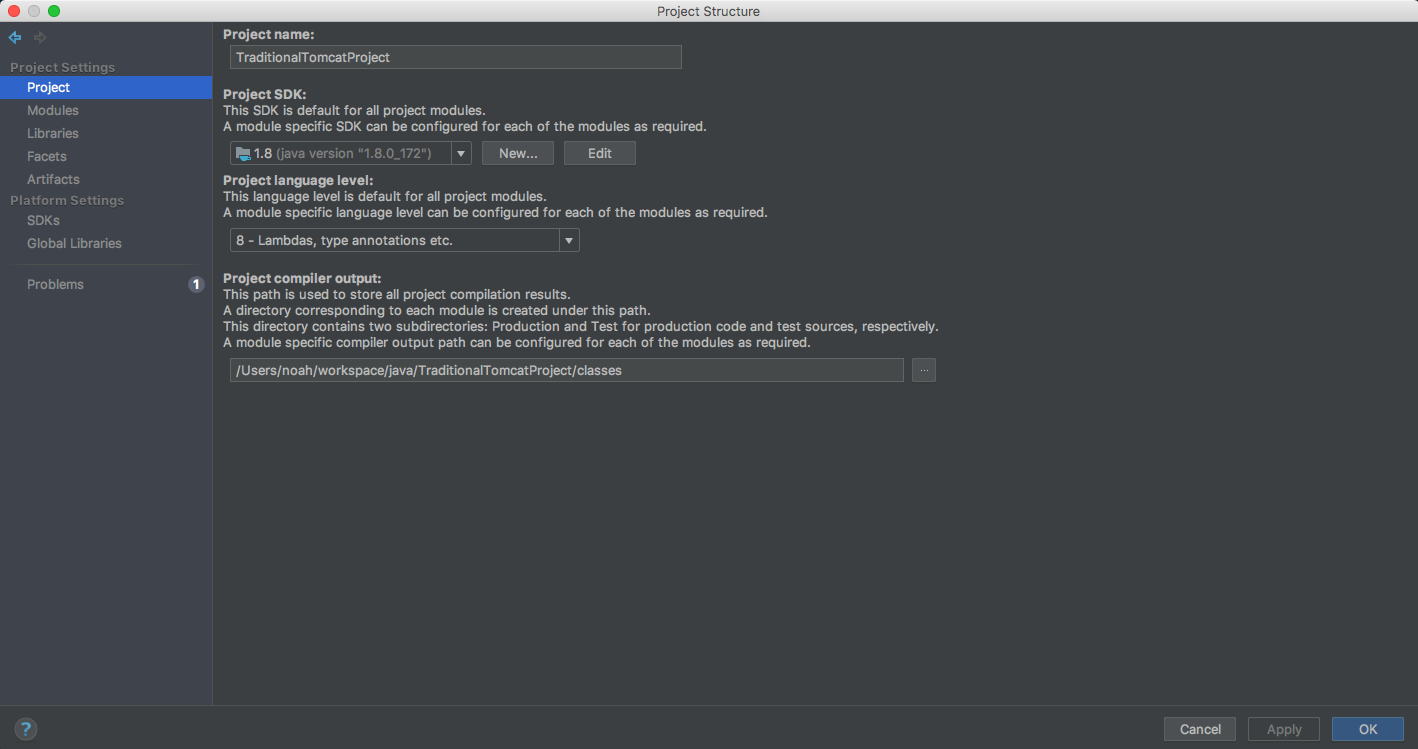 Project Structure
Project Settings
Project
Modules
Libraries
Facets
Artifacts
Platform Settings
SDKs
Global Libraries
Problems
1
Project name:
TraditionalTomcatProject
Project SDK:
This SDK is default for all project modules.
A module specific SDK can be configured for each of the modules as required.
1.8 (java version "1.8.0_172") New... Edit
Project language level:
This language level is default for all project modules.
A module specific language level can be configured for each of the modules as required.
8 - Lambdas, type annotations etc.
Project compiler output:
This path is used to store all project compilation results.
A directory corresponding to each module is created under this path.
This directory contains two subdirectories: Production and Test for production code and test sources, respectively.
A module specific compiler output path can be configured for each of the modules as required.
/Users/noah/workspace/java/TraditionalTomcatProject/classes ...
? Cancel Apply OK